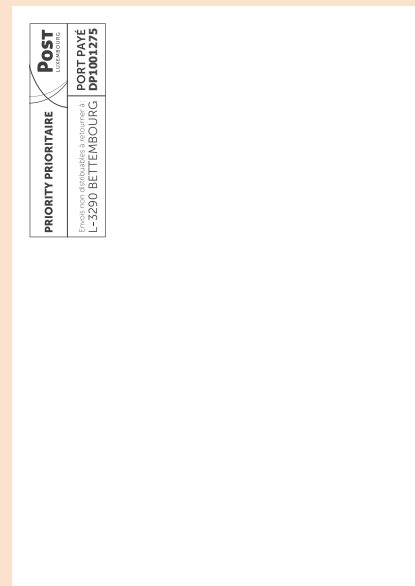 PRIORITY PRIORITAIRE
POST
LUXEMBOURG
Envois non distribuables à retourner à:
L-3290 BETTEMBOURG
PORT PAYÉ
DP1001275